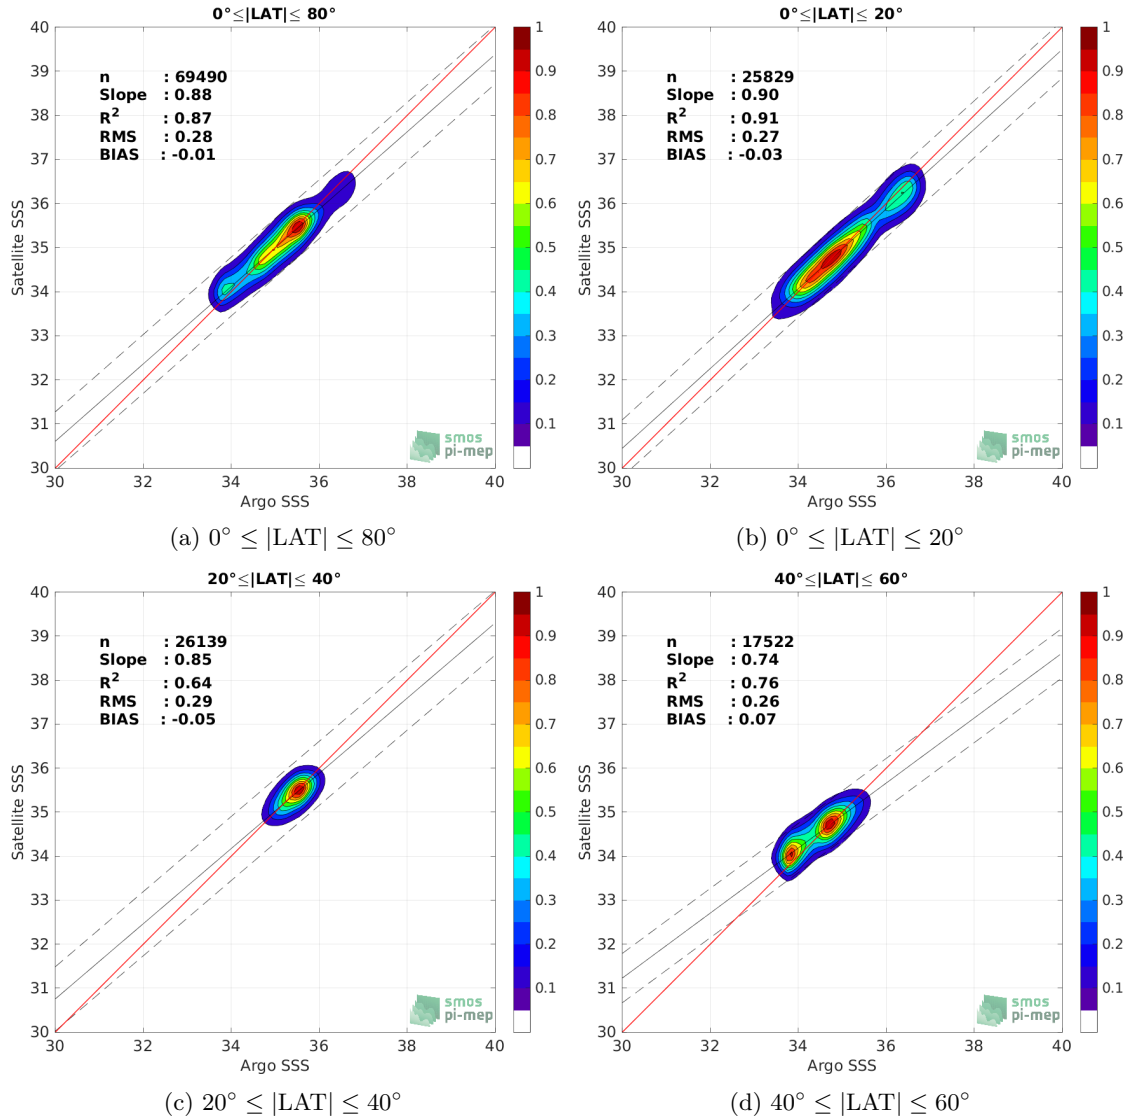 0°≤|LAT|≤ 80°
40
39
38
37
36
35
34
33
32
31
30
Satellite SSS
n : 69490
Slope : 0.88
R² : 0.87
RMS : 0.28
BIAS : -0.01
smos
pi-mep
30 32 34 36 38 40
Argo SSS
1
0.9
0.8
0.7
0.6
0.5
0.4
0.3
0.2
0.1
(a) 0° ≤ |LAT| ≤ 80°
0°≤|LAT|≤ 20°
40
39
38
37
36
35
34
33
32
31
30
Satellite SSS
n : 25829
Slope : 0.90
R² : 0.91
RMS : 0.27
BIAS : -0.03
smos
pi-mep
30 32 34 36 38 40
Argo SSS
1
0.9
0.8
0.7
0.6
0.5
0.4
0.3
0.2
0.1
(b) 0° ≤ |LAT| ≤ 20°
20°≤|LAT|≤ 40°
40
39
38
37
36
35
34
33
32
31
30
Satellite SSS
n : 26139
Slope : 0.85
R² : 0.64
RMS : 0.29
BIAS : -0.05
smos
pi-mep
30 32 34 36 38 40
Argo SSS
1
0.9
0.8
0.7
0.6
0.5
0.4
0.3
0.2
0.1
(c) 20° ≤ |LAT| ≤ 40°
40°≤|LAT|≤ 60°
40
39
38
37
36
35
34
33
32
31
30
Satellite SSS
n : 17522
Slope : 0.74
R² : 0.76
RMS : 0.26
BIAS : 0.07
smos
pi-mep
30 32 34 36 38 40
Argo SSS
1
0.9
0.8
0.7
0.6
0.5
0.4
0.3
0.2
0.1
(d) 40° ≤ |LAT| ≤ 60°